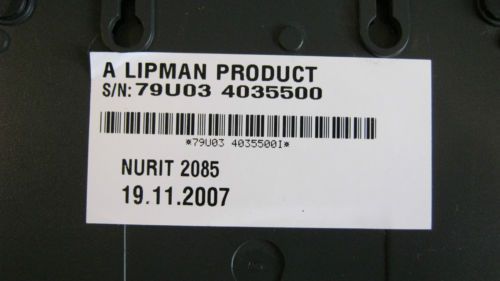 A LIPMAN PRODUCT
S/N: 79U03 4035500
*79U03 4035500I*
NURIT 2085
19.11.2007